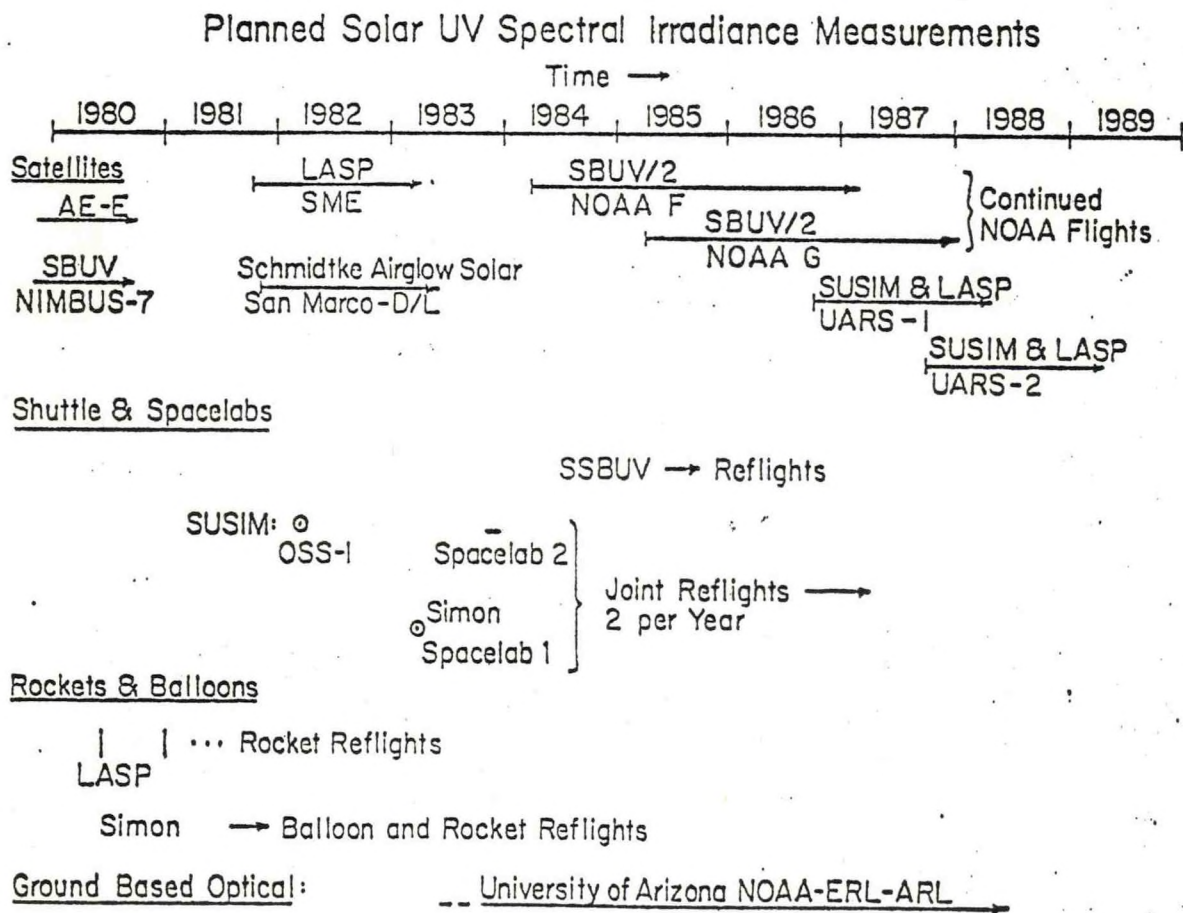 Planned Solar UV Spectral Irradiance Measurements
Time →
1980 1981 1982 1983 1984 1985 1986 1987 1988 1989
Satellites
AE-E
LASP
SME
SBUV/2
NOAA F
SBUV/2
NOAA G
Continued
NOAA Flights
SBUV
NIMBUS-7
Schmidtke Airglow Solar
San Marco-D/L
SUSIM & LASP
UARS-1
SUSIM & LASP
UARS-2
Shuttle & Spacelabs
SSBUV → Reflights
SUSIM: ⊙
OSS-1
Spacelab 2
Simon
Spacelab 1
Joint Reflights →
2 per Year
Rockets & Balloons
... Rocket Reflights
LASP
Simon → Balloon and Rocket Reflights
Ground Based Optical: -- University of Arizona NOAA-ERL-ARL